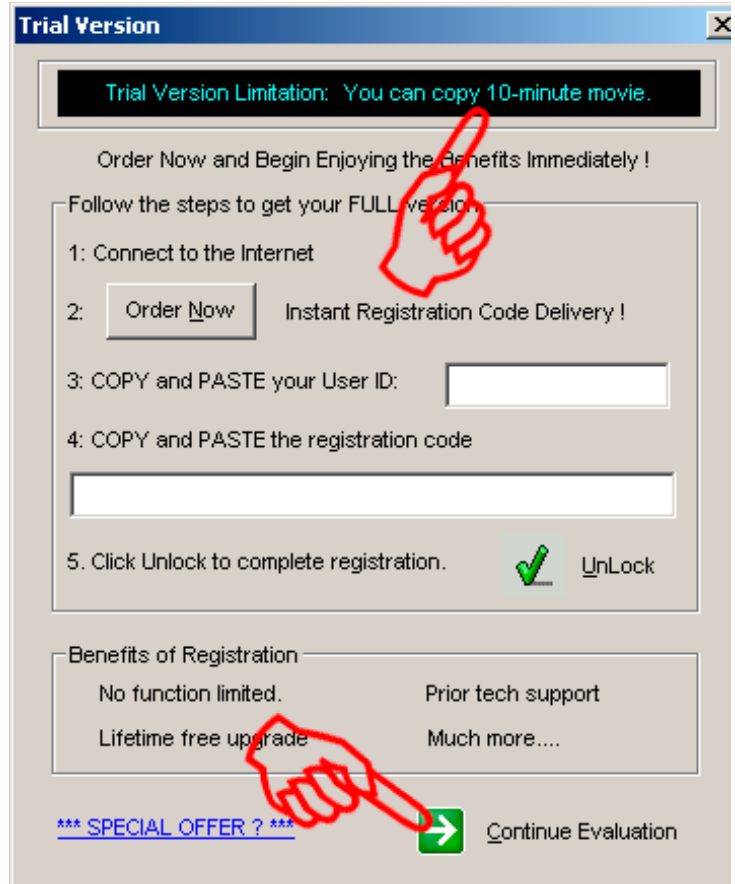 Trial Version
Trial Version Limitation: You can copy 10-minute movie.
Order Now and Begin Enjoying the Benefits Immediately !
Follow the steps to get your FULL version
1: Connect to the Internet
2: Order Now Instant Registration Code Delivery !
3: COPY and PASTE your User ID:
4: COPY and PASTE the registration code
5. Click Unlock to complete registration.
UnLock
Benefits of Registration
No function limited. Prior tech support
Lifetime free upgrade Much more....
*** SPECIAL OFFER ? *** Continue Evaluation